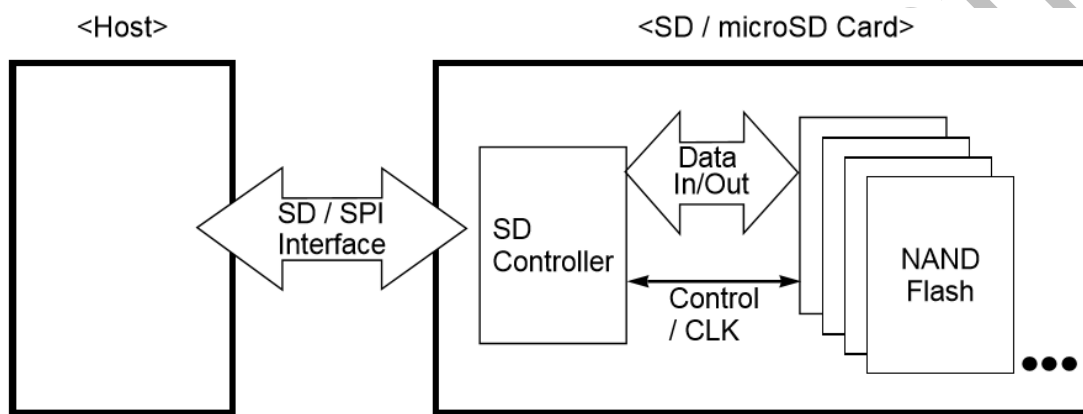 <Host>
<SD / microSD Card>
SD / SPI
Interface
SD
Controller
Data
In/Out
Control
/ CLK
NAND
Flash